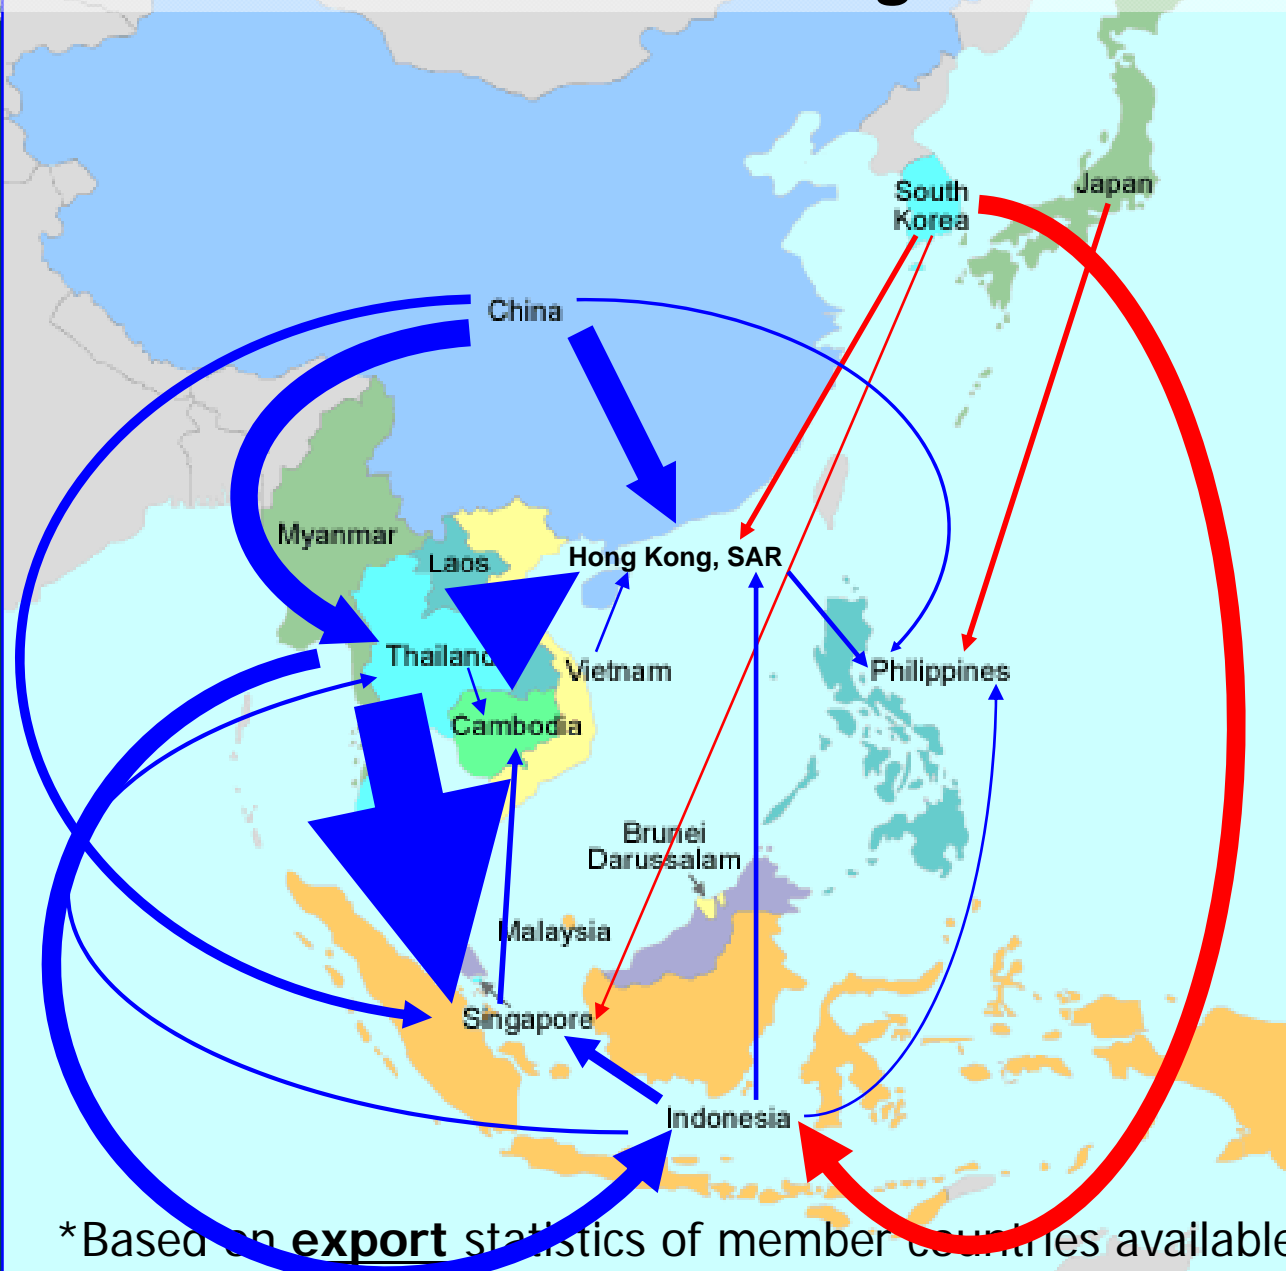 South
Korea
Japan
China
Myanmar
Laos
Hong Kong, SAR
Thailand
Vietnam
Philippines
Cambodia
Brunei
Darussalam
Malaysia
Singapore
Indonesia
*Based on export statistics of member countries available